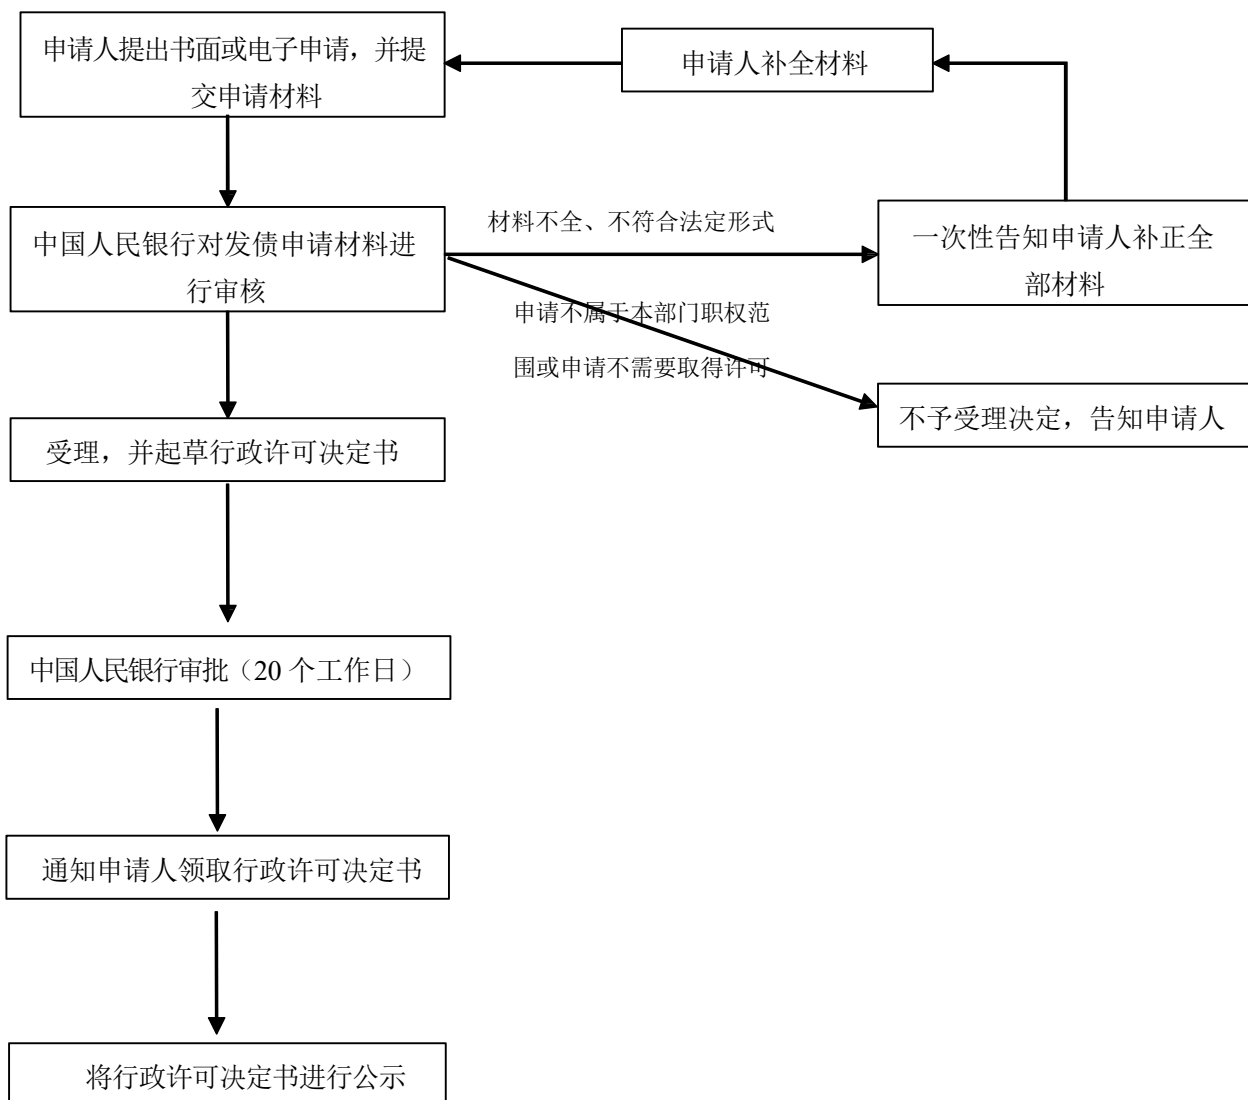 申请人提出书面或电子申请，并提
交申请材料
申请人补全材料
中国人民银行对发债申请材料进
行审核
材料不全、不符合法定形式
一次性告知申请人补正全
部材料
申请不属于本部门职权范
围或申请不需要取得许可
不予受理决定，告知申请人
受理，并起草行政许可决定书
中国人民银行审批（20 个工作日）
通知申请人领取行政许可决定书
将行政许可决定书进行公示